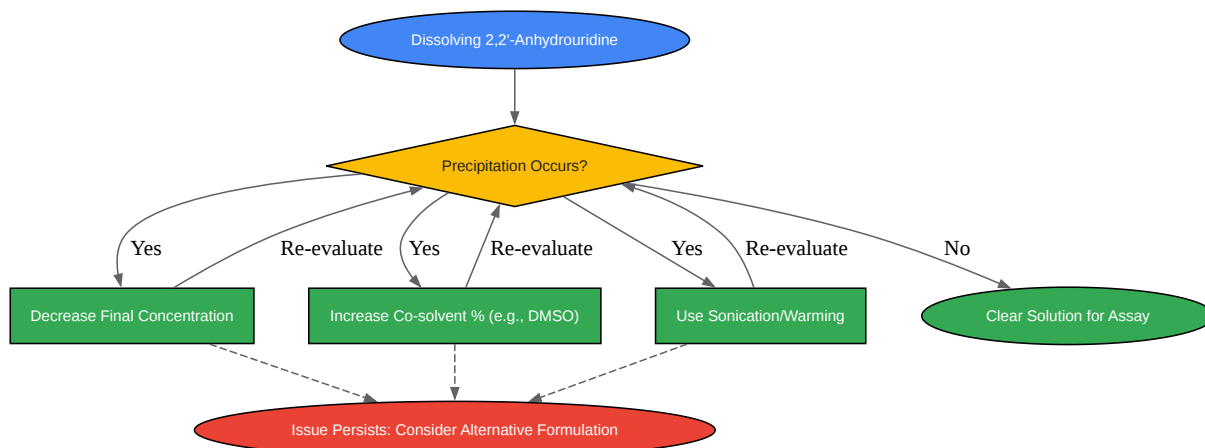 Dissolving 2,2'-Anhydrouridine
Precipitation Occurs?
Yes
Re-evaluate
Yes
Re-evaluate
Yes
Re-evaluate
No
Decrease Final Concentration
Increase Co-solvent % (e.g., DMSO)
Use Sonication/Warming
Clear Solution for Assay
Issue Persists: Consider Alternative Formulation